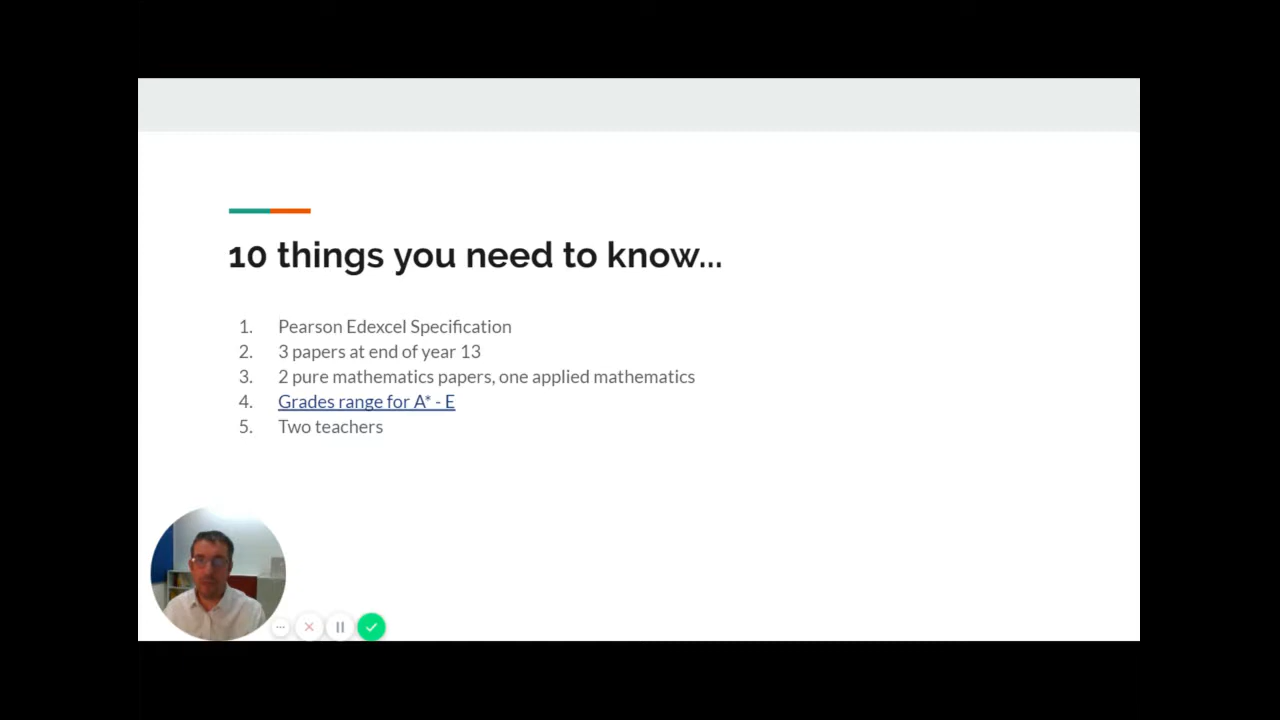 10 things you need to know...
1. Pearson Edexcel Specification
2. 3 papers at end of year 13
3. 2 pure mathematics papers, one applied mathematics
4. Grades range for A* - E
5. Two teachers